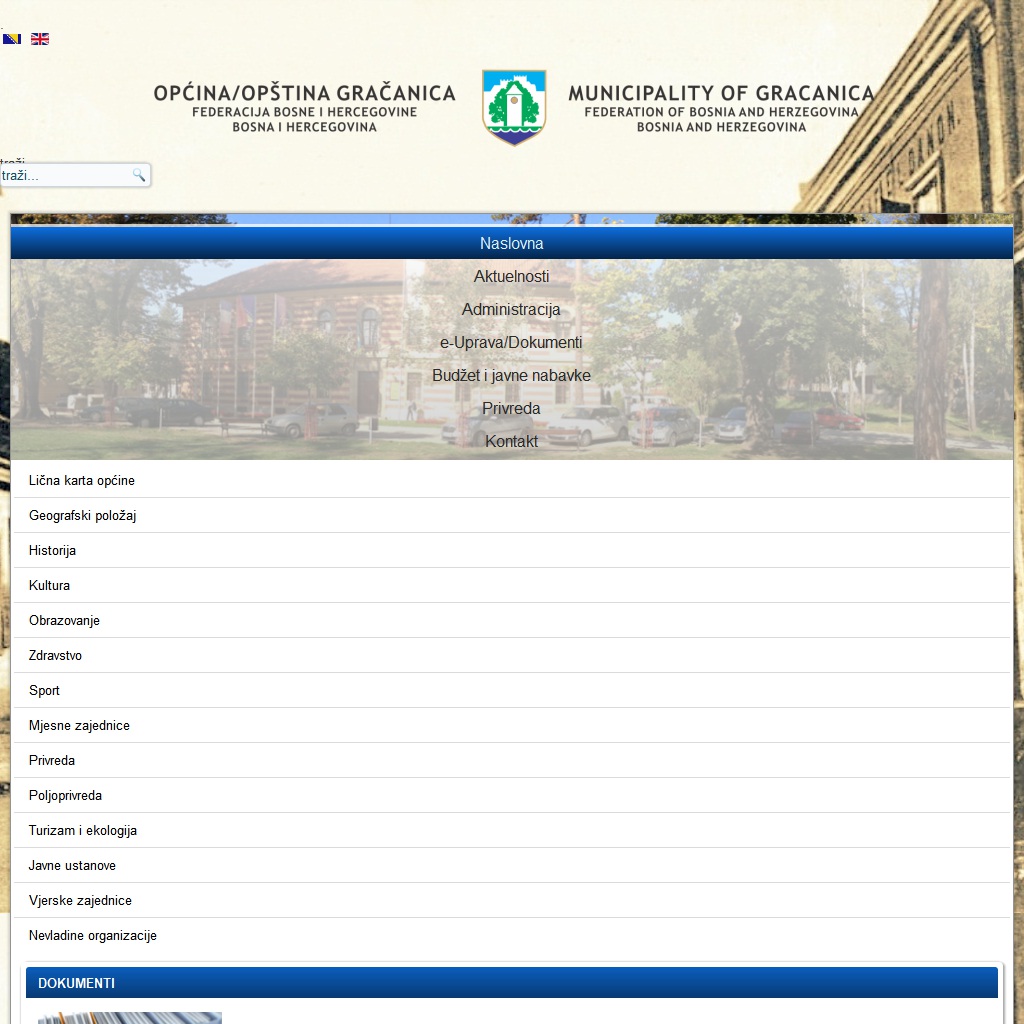 OPĆINA/OPŠTINA GRAČANICA
FEDERACIJA BOSNE I HERCEGOVINE
BOSNA I HERCEGOVINA
MUNICIPALITY OF GRACANICA
FEDERATION OF BOSNIA AND HERZEGOVINA
BOSNIA AND HERZEGOVINA
traži...
traži...
Naslovna
Aktuelnosti
Administracija
e-Uprava/Dokumenti
Budžet i javne nabavke
Privreda
Kontakt
Lična karta općine
Geografski položaj
Historija
Kultura
Obrazovanje
Zdravstvo
Sport
Mjesne zajednice
Privreda
Poljoprivreda
Turizam i ekologija
Javne ustanove
Vjerske zajednice
Nevladine organizacije
DOKUMENTI